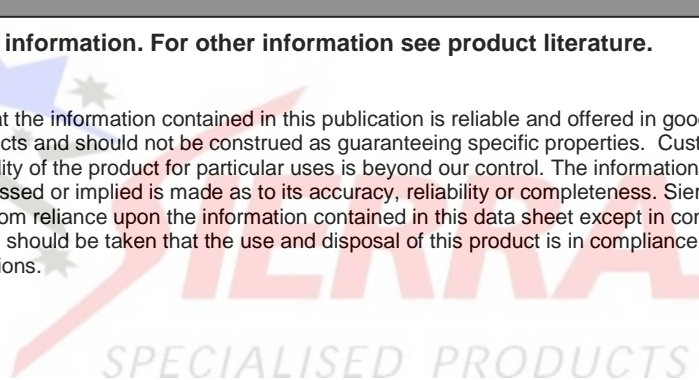 information. For other information see product literature.
at the information contained in this publication is reliable and offered in goo
cts and should not be construed as guaranteeing specific properties. Cust
lity of the product for particular uses is beyond our control. The information
ssed or implied is made as to its accuracy, reliability or completeness. Sier
om reliance upon the information contained in this data sheet except in con
should be taken that the use and disposal of this product is in compliance
ions.
SIERRA
SPECIALISED PRODUCTS